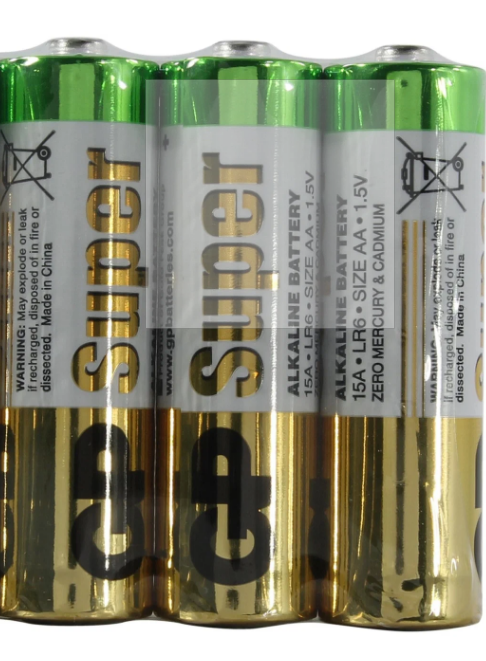 WARNING: May explode or leak
if recharged, disposed of in fire or
dissected. Made in China
GP Super
www.gpbatteries.com
GP Super
ALKALINE BATTERY
15A • LR6 • SIZE AA • 1.5V
ALKALINE BATTERY
15A • LR6 • SIZE AA • 1.5V
ZERO MERCURY & CADMIUM
WARNING: May explode or leak
if recharged, disposed of in fire or
dissected. Made in China